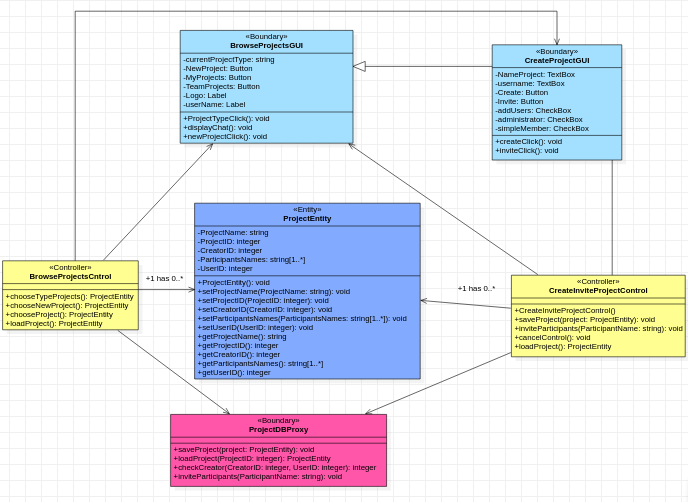 «Boundary»
BrowseProjectsGUI
-currentProjectType: string
-NewProject: Button
-MyProjects: Button
-TeamProjects: Button
-Logo: Label
-userName: Label
+ProjectTypeClick(): void
+displayChat(): void
+newProjectClick(): void
«Boundary»
CreateProjectGUI
-NameProject: TextBox
-username: TextBox
-Create: Button
-Invite: Button
-addUsers: CheckBox
-administrator: CheckBox
-simpleMember: CheckBox
+createClick(): void
+inviteClick(): void
«Entity»
ProjectEntity
-ProjectName: string
-ProjectID: integer
-CreatorID: integer
-ParticipantsNames: string[1..*]
-UserID: integer
+ProjectEntity(): void
+setProjectName(ProjectName: string): void
+setProjectID(ProjectID: integer): void
+setCreatorID(CreatorID: integer): void
+setParticipantsNames(ParticipantsNames: string[1..*]): void
+setUserID(UserID: integer): void
+getProjectName(): string
+getProjectID(): integer
+getCreatorID(): integer
+getParticipantsNames(): string[1..*]
+getUserID(): integer
«Controller»
BrowseProjectsCntrol
+chooseTypeProjects(): ProjectEntity
+chooseNewProject(): ProjectEntity
+chooseProject(): ProjectEntity
+loadProject(): ProjectEntity
+1 has 0..*
+1 has 0..*
«Controller»
CreateInviteProjectControl
+CreateInviteProjectControl()
+saveProject(project: ProjectEntity): void
+inviteParticipants(ParticipantName: string): void
+cancelControl(): void
+loadProject(): ProjectEntity
«Boundary»
ProjectDBProxy
+saveProject(project: ProjectEntity): void
+loadProject(ProjectID: integer): ProjectEntity
+checkCreator(CreatorID: integer, UserID: integer): integer
+inviteParticipants(ParticipantName: string): void